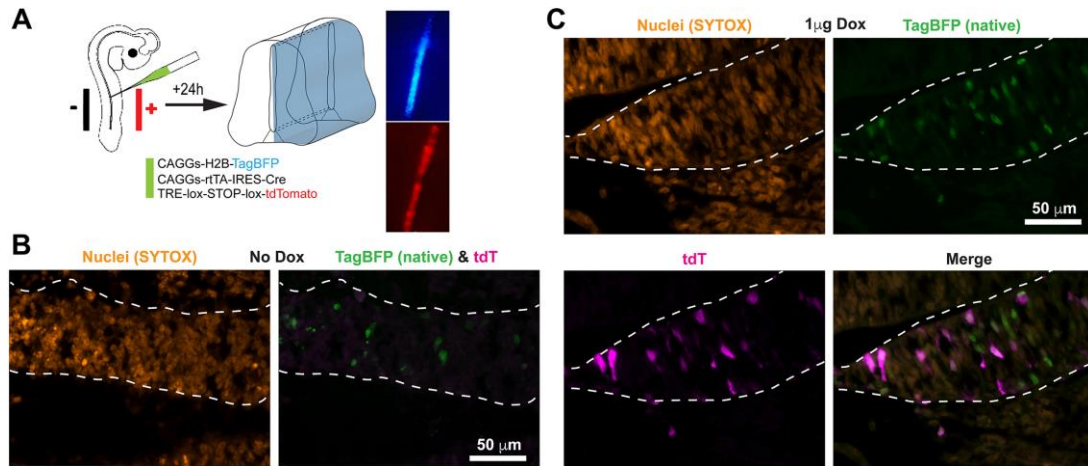 A
-
+
+24h
CAGGs-H2B-TagBFP
CAGGs-rtTA-IRES-Cre
TRE-lox-STOP-lox-tdTomato
B
Nuclei (SYTOX) No Dox TagBFP (native) & tdT
50 μm
C
Nuclei (SYTOX) 1μg Dox TagBFP (native)
50 μm
tdT Merge